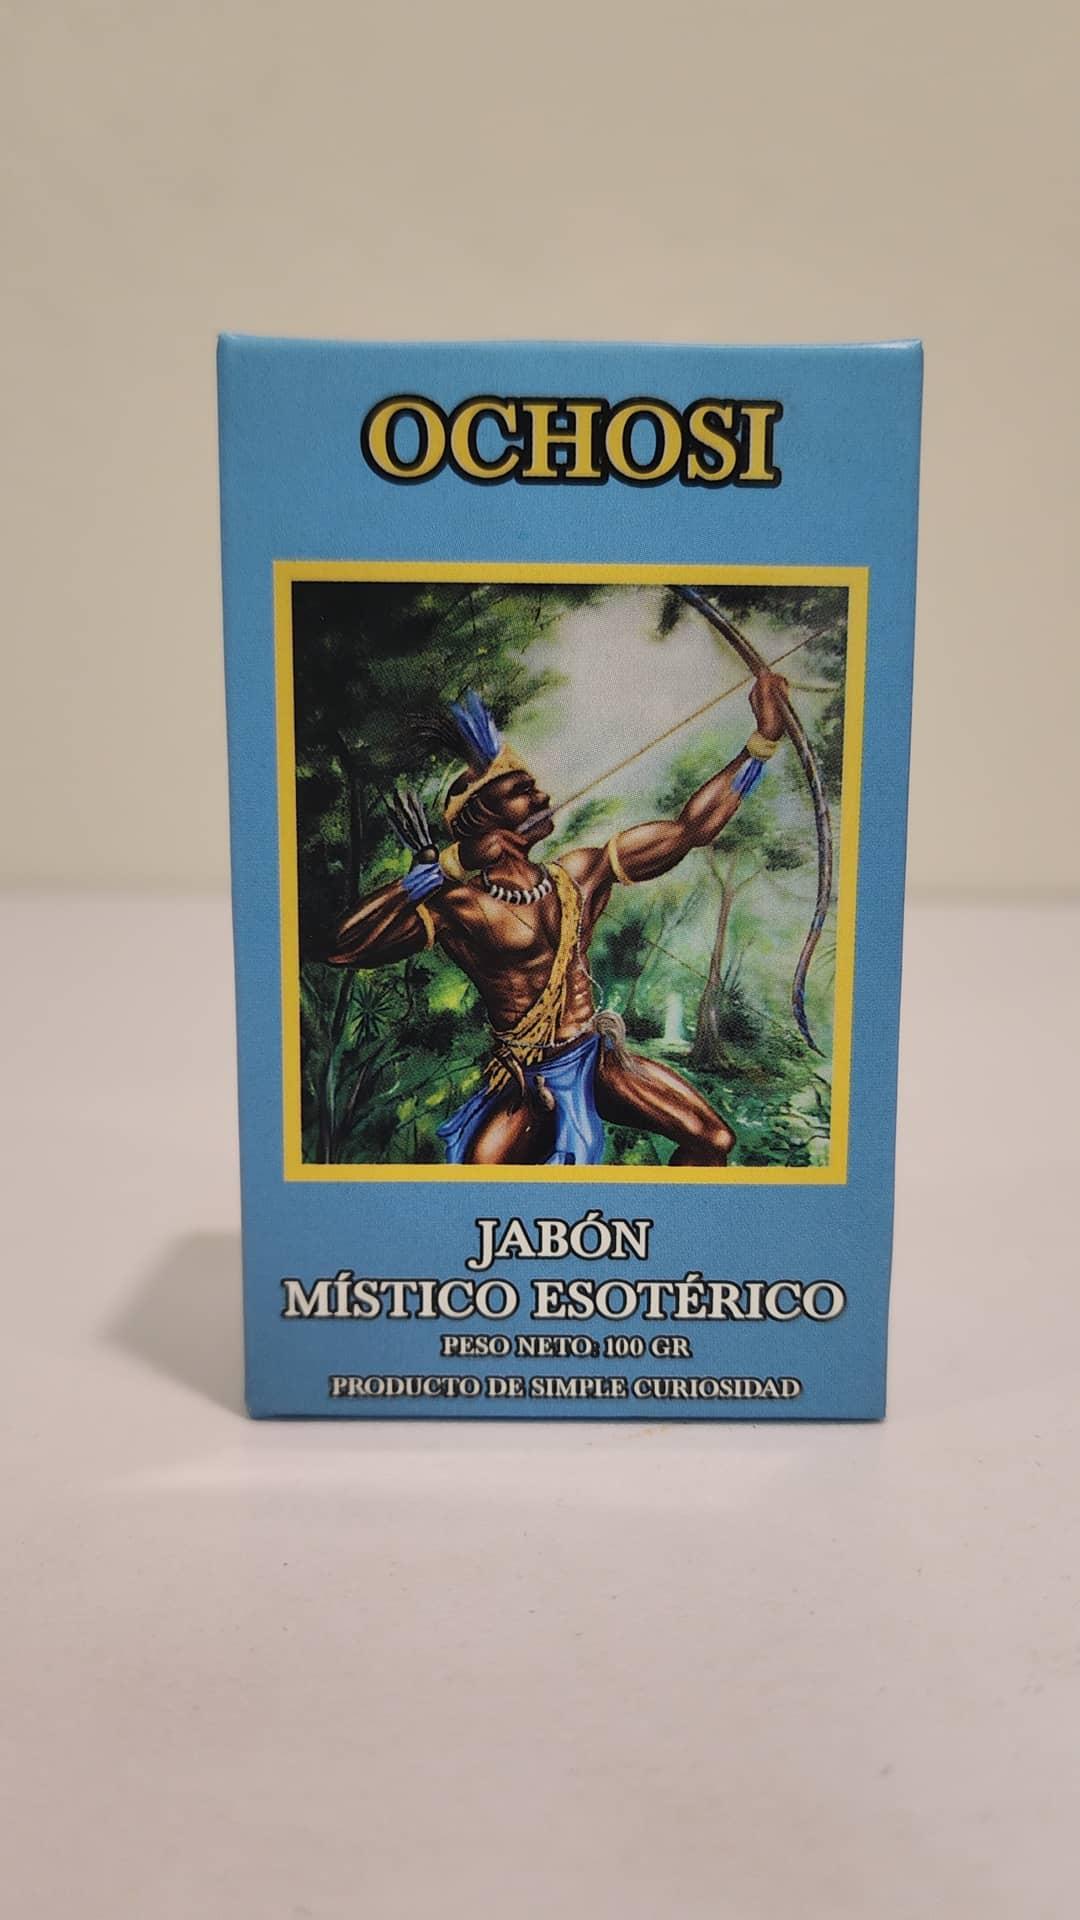 OCHOSI
JABÓN
MÍSTICO ESOTÉRICO
PESO NETO: 100 GR
PRODUCTO DE SIMPLE CURIOSIDAD